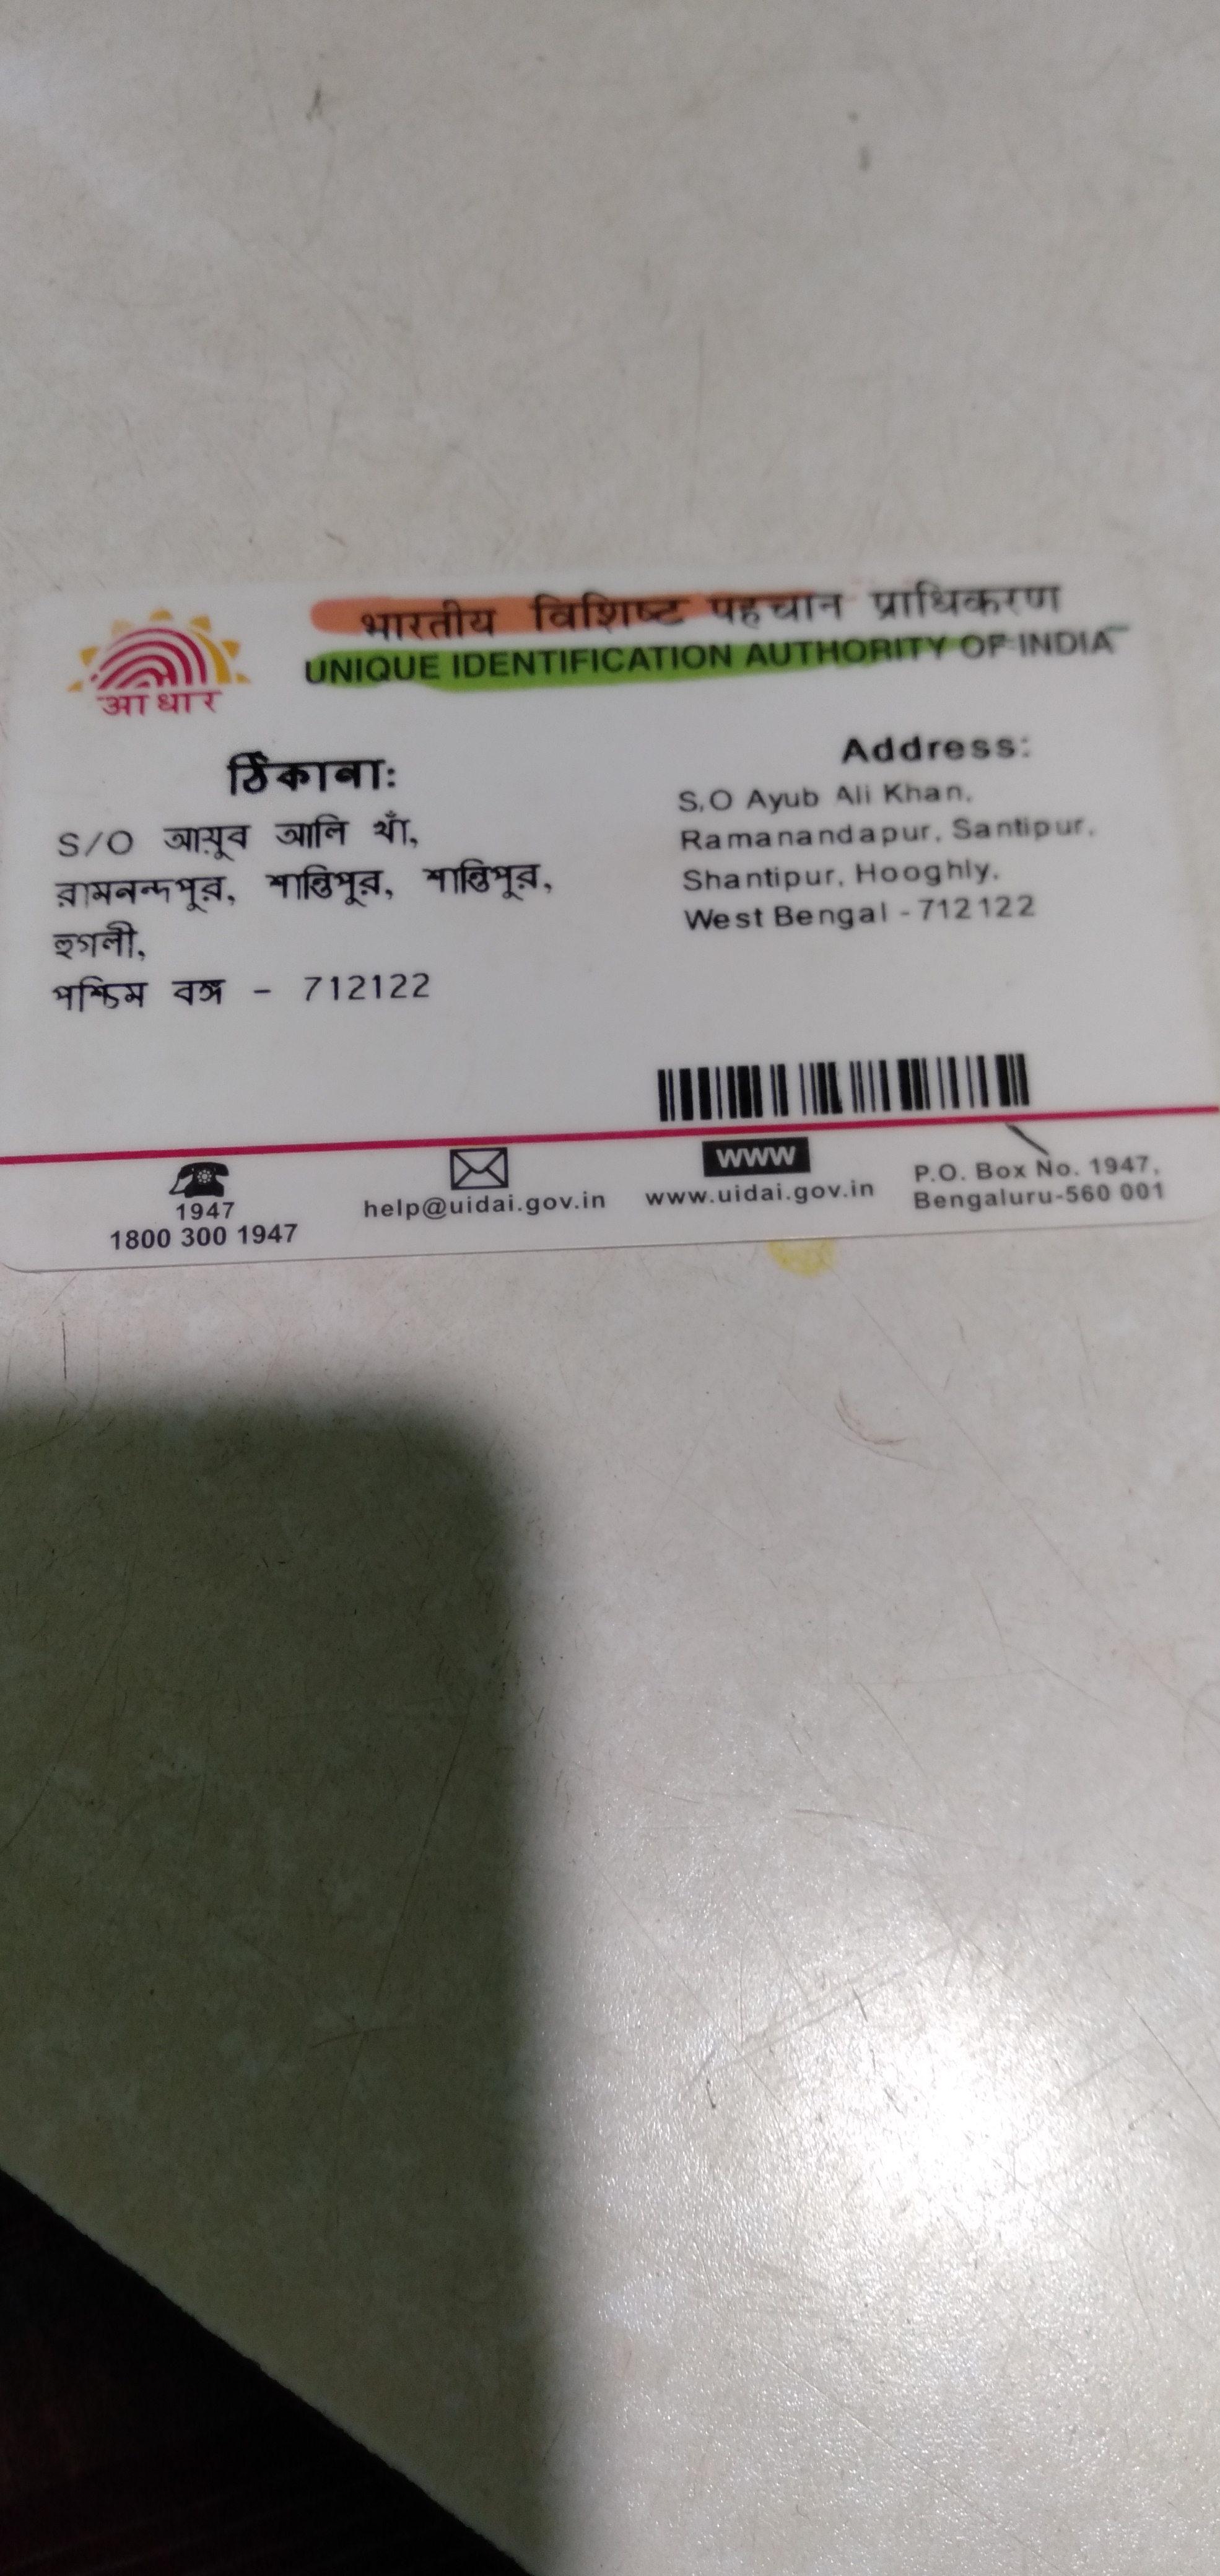 भारतीय विशिष्ट पहचान प्राधिकरण
UNIQUE IDENTIFICATION AUTHORITY OF INDIA
आधार
ঠিকানা:
S/O আয়ুব আলি খাঁ,
রামনন্দপুর, শান্তিপুর, শান্তিপুর,
হুগলী,
পশ্চিম বঙ্গ - 712122
Address:
S,O Ayub Ali Khan,
Ramanandapur, Santipur,
Shantipur, Hooghly,
West Bengal - 712122
1947
1800 300 1947
help@uidai.gov.in
WWW
www.uidai.gov.in
P.O. Box No. 1947,
Bengaluru-560 001